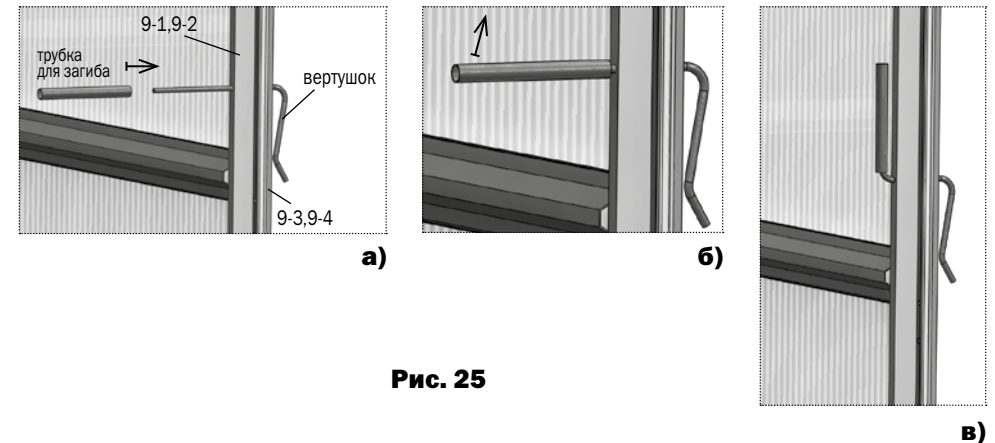 9-1,9-2
трубка
для загиба
вертушок
9-3,9-4
а)
б)
Рис. 25
в)